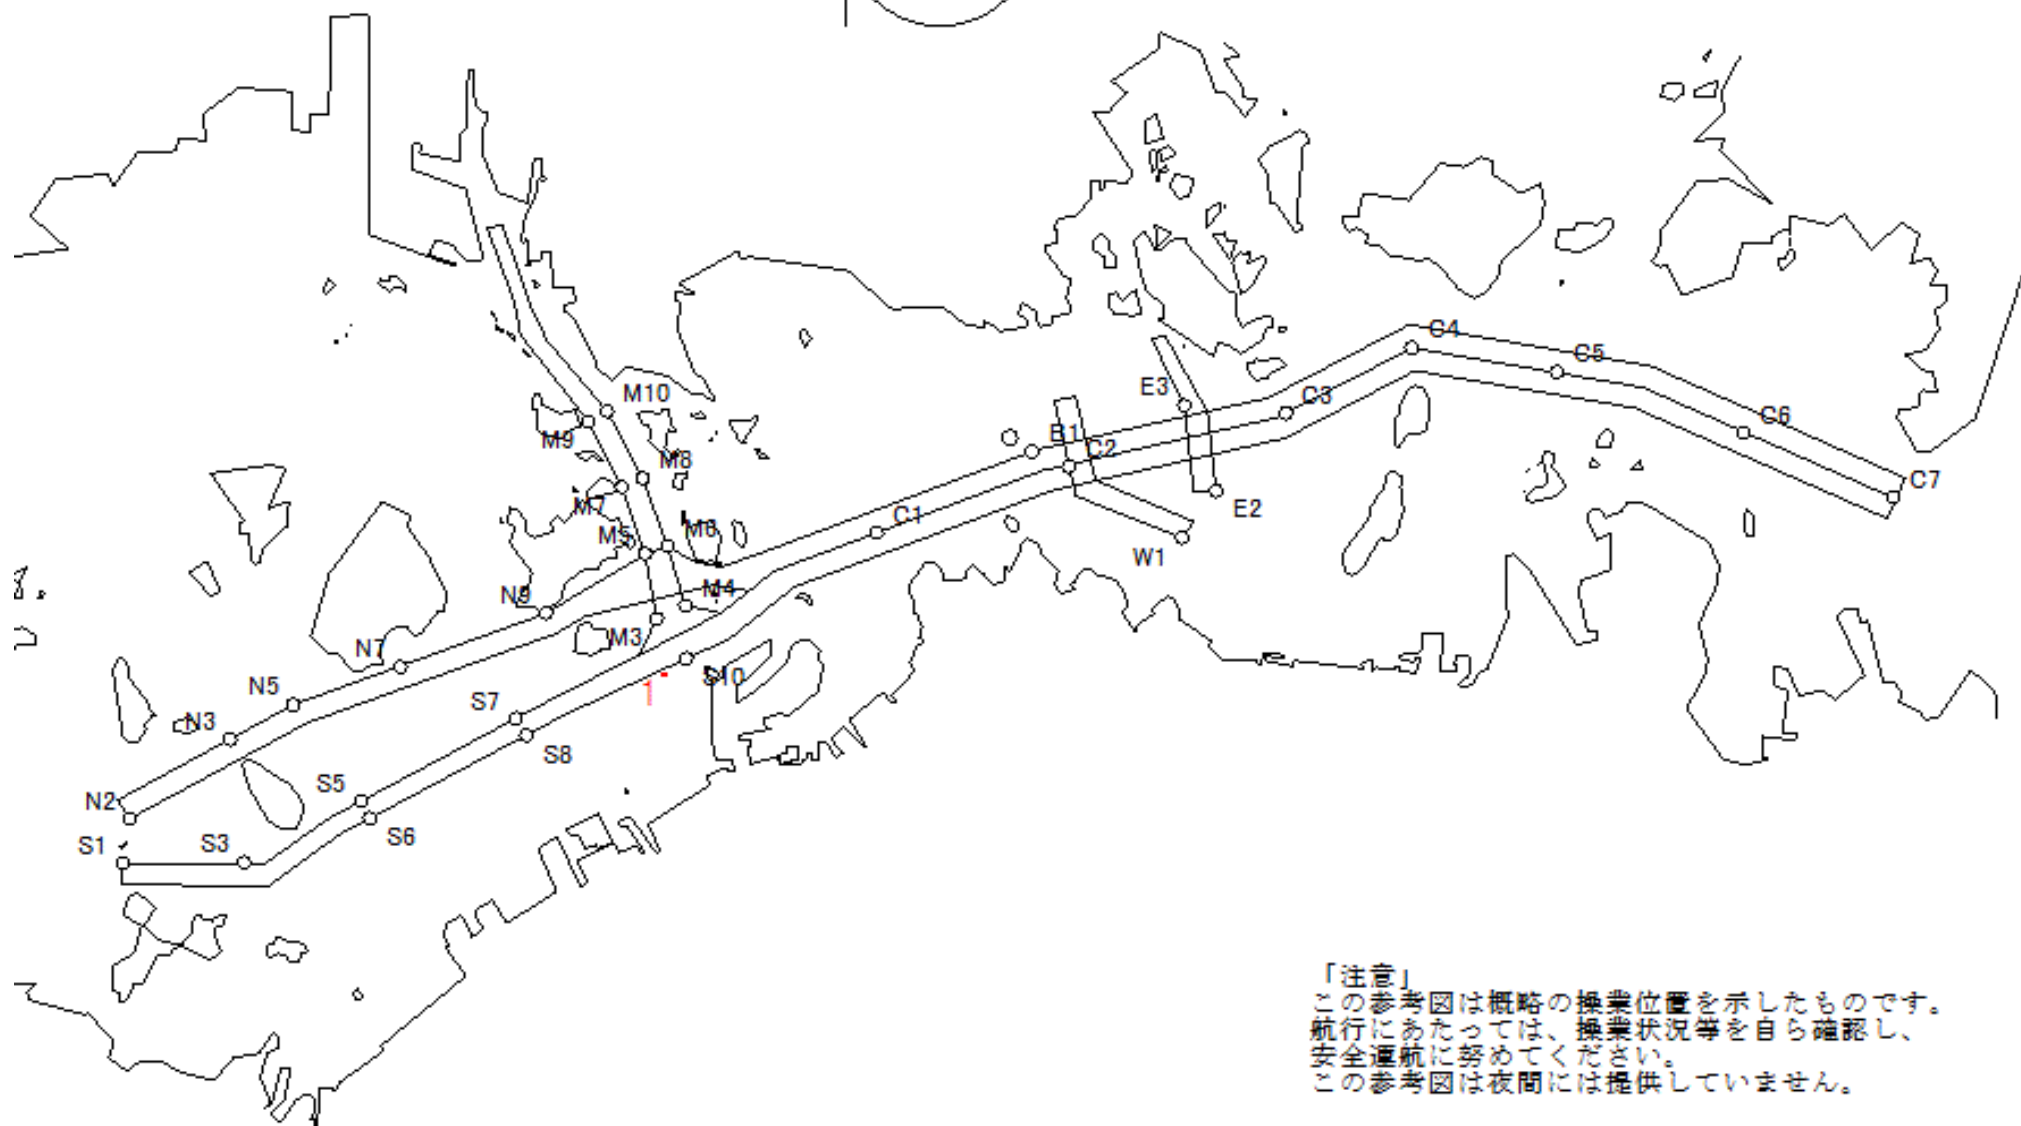 C4
C5
M10
E3
C3
C6
M9
B1
C2
M8
C7
M7
E2
C1
M5
M6
W1
N9
M4
M3
N7
S10
N5
1
S7
N3
S8
S5
N2
S6
S1
S3
「注意」
この参考図は概略の操業位置を示したものです。
航行にあたっては、操業状況等を自ら確認し、
安全運航に努めてください。
この参考図は夜間には提供していません。